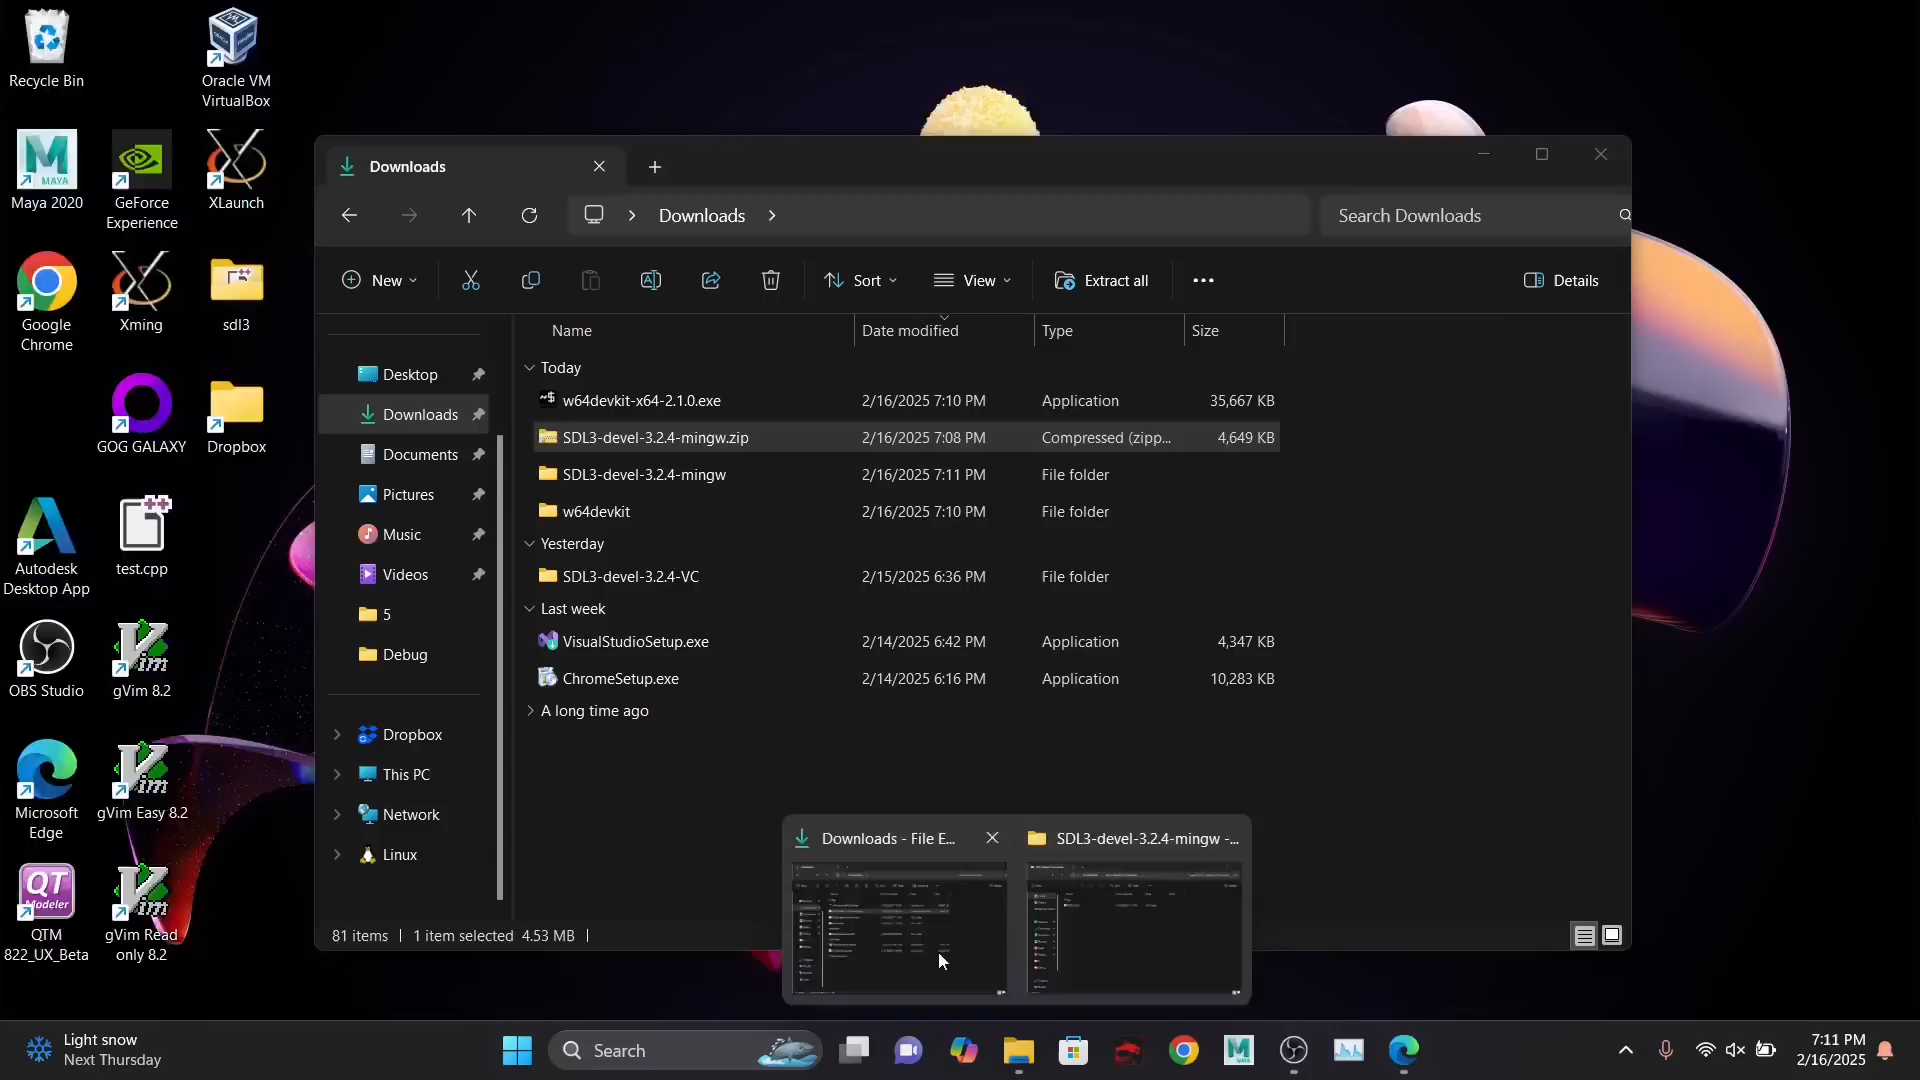 Recycle Bin
Oracle VM
VirtualBox
Maya 2020
GeForce
Experience
XLaunch
Google
Chrome
Xming
sdl3
GOG GALAXY
Dropbox
Autodesk
Desktop App
test.cpp
OBS Studio
gVim 8.2
Microsoft
Edge
gVim Easy 8.2
QTM
822_UX_Beta
gVim Read
only 8.2
Downloads
Downloads
Search Downloads
New
Sort
View
Extract all
Details
Name Date modified Type Size
Today
w64devkit-x64-2.1.0.exe 2/16/2025 7:10 PM Application 35,667 KB
SDL3-devel-3.2.4-mingw.zip 2/16/2025 7:08 PM Compressed (zipp... 4,649 KB
SDL3-devel-3.2.4-mingw 2/16/2025 7:11 PM File folder
w64devkit 2/16/2025 7:10 PM File folder
Yesterday
SDL3-devel-3.2.4-VC 2/15/2025 6:36 PM File folder
Last week
VisualStudioSetup.exe 2/14/2025 6:42 PM Application 4,347 KB
ChromeSetup.exe 2/14/2025 6:16 PM Application 10,283 KB
A long time ago
Desktop
Downloads
Documents
Pictures
Music
Videos
5
Debug
Dropbox
This PC
Network
Linux
81 items 1 item selected 4.53 MB
Downloads - File E...
SDL3-devel-3.2.4-mingw -...
Light snow
Next Thursday
Search
7:11 PM
2/16/2025
MAYA
QT
Modeler
M